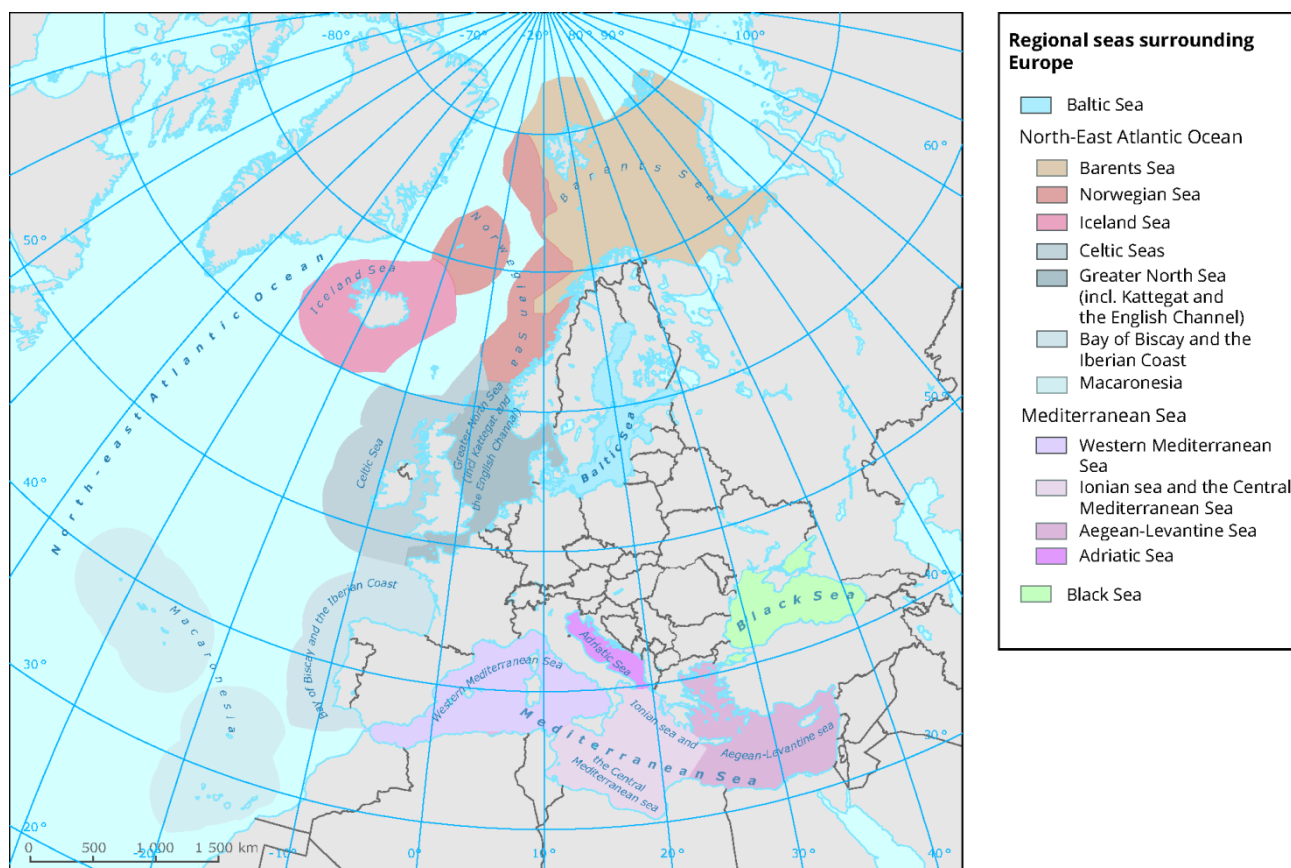 -80°
-70°
-20°
80°
90°
100°
60°
50°
50°
40°
40°
30°
30°
20°
-20°
-10°
0°
10°
20°
30°
40°
Barents Sea
Norwegian Sea
Iceland Sea
North-east Atlantic Ocean
Celtic Sea
Greater North Sea
(incl Kattegat and
the English Channal)
Baltic Sea
Bay of Biscay and the Iberian Coast
Macaronesia
Black Sea
Adriatic Sea
Western Mediterranean Sea
Mediterranean Sea
Ionian sea and
the Central
Mediterranean sea
Aegean-Levantine sea
0 500 1 000 1 500 km
Regional seas surrounding
Europe
Baltic Sea
North-East Atlantic Ocean
Barents Sea
Norwegian Sea
Iceland Sea
Celtic Seas
Greater North Sea
(incl. Kattegat and
the English Channel)
Bay of Biscay and the
Iberian Coast
Macaronesia
Mediterranean Sea
Western Mediterranean
Sea
Ionian sea and the Central
Mediterranean Sea
Aegean-Levantine Sea
Adriatic Sea
Black Sea